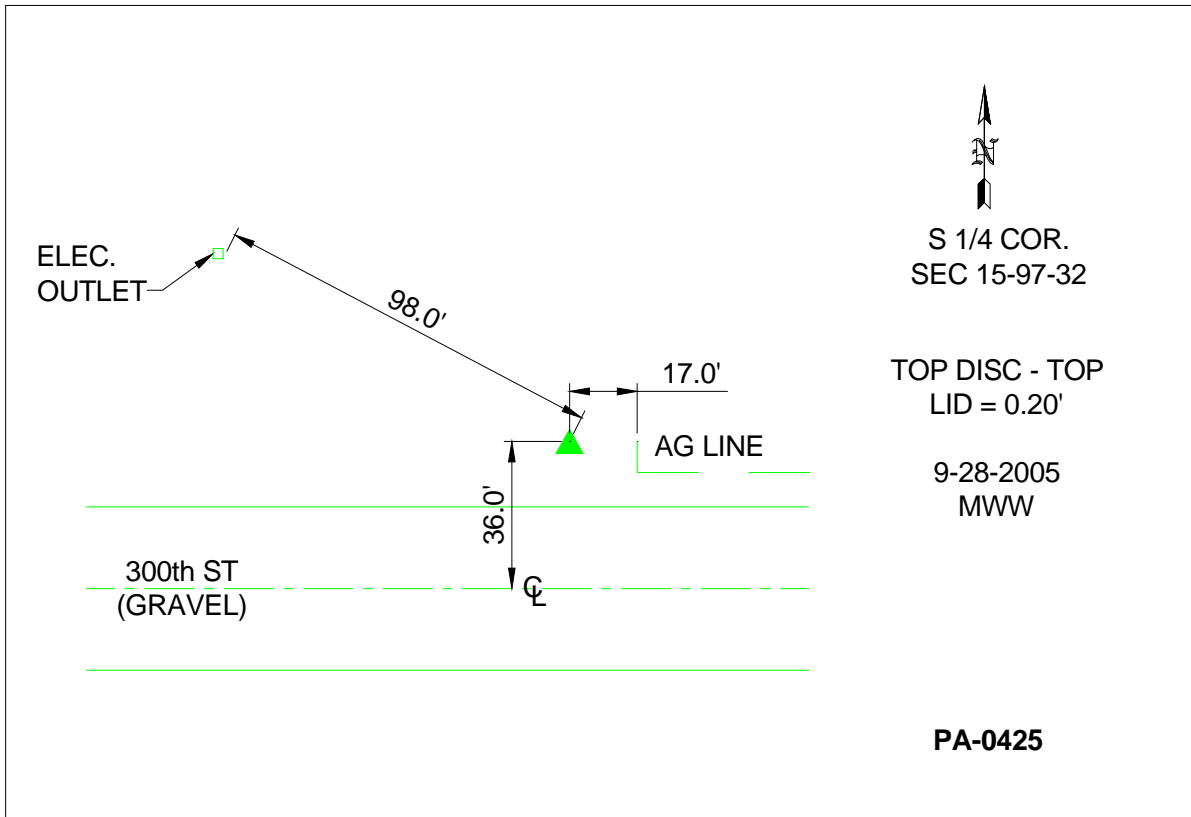 N
S 1/4 COR.
SEC 15-97-32
ELEC.
OUTLET
98.0'
17.0'
TOP DISC - TOP
LID = 0.20'
AG LINE
9-28-2005
MWW
36.0'
300th ST
(GRAVEL)
CL
PA-0425